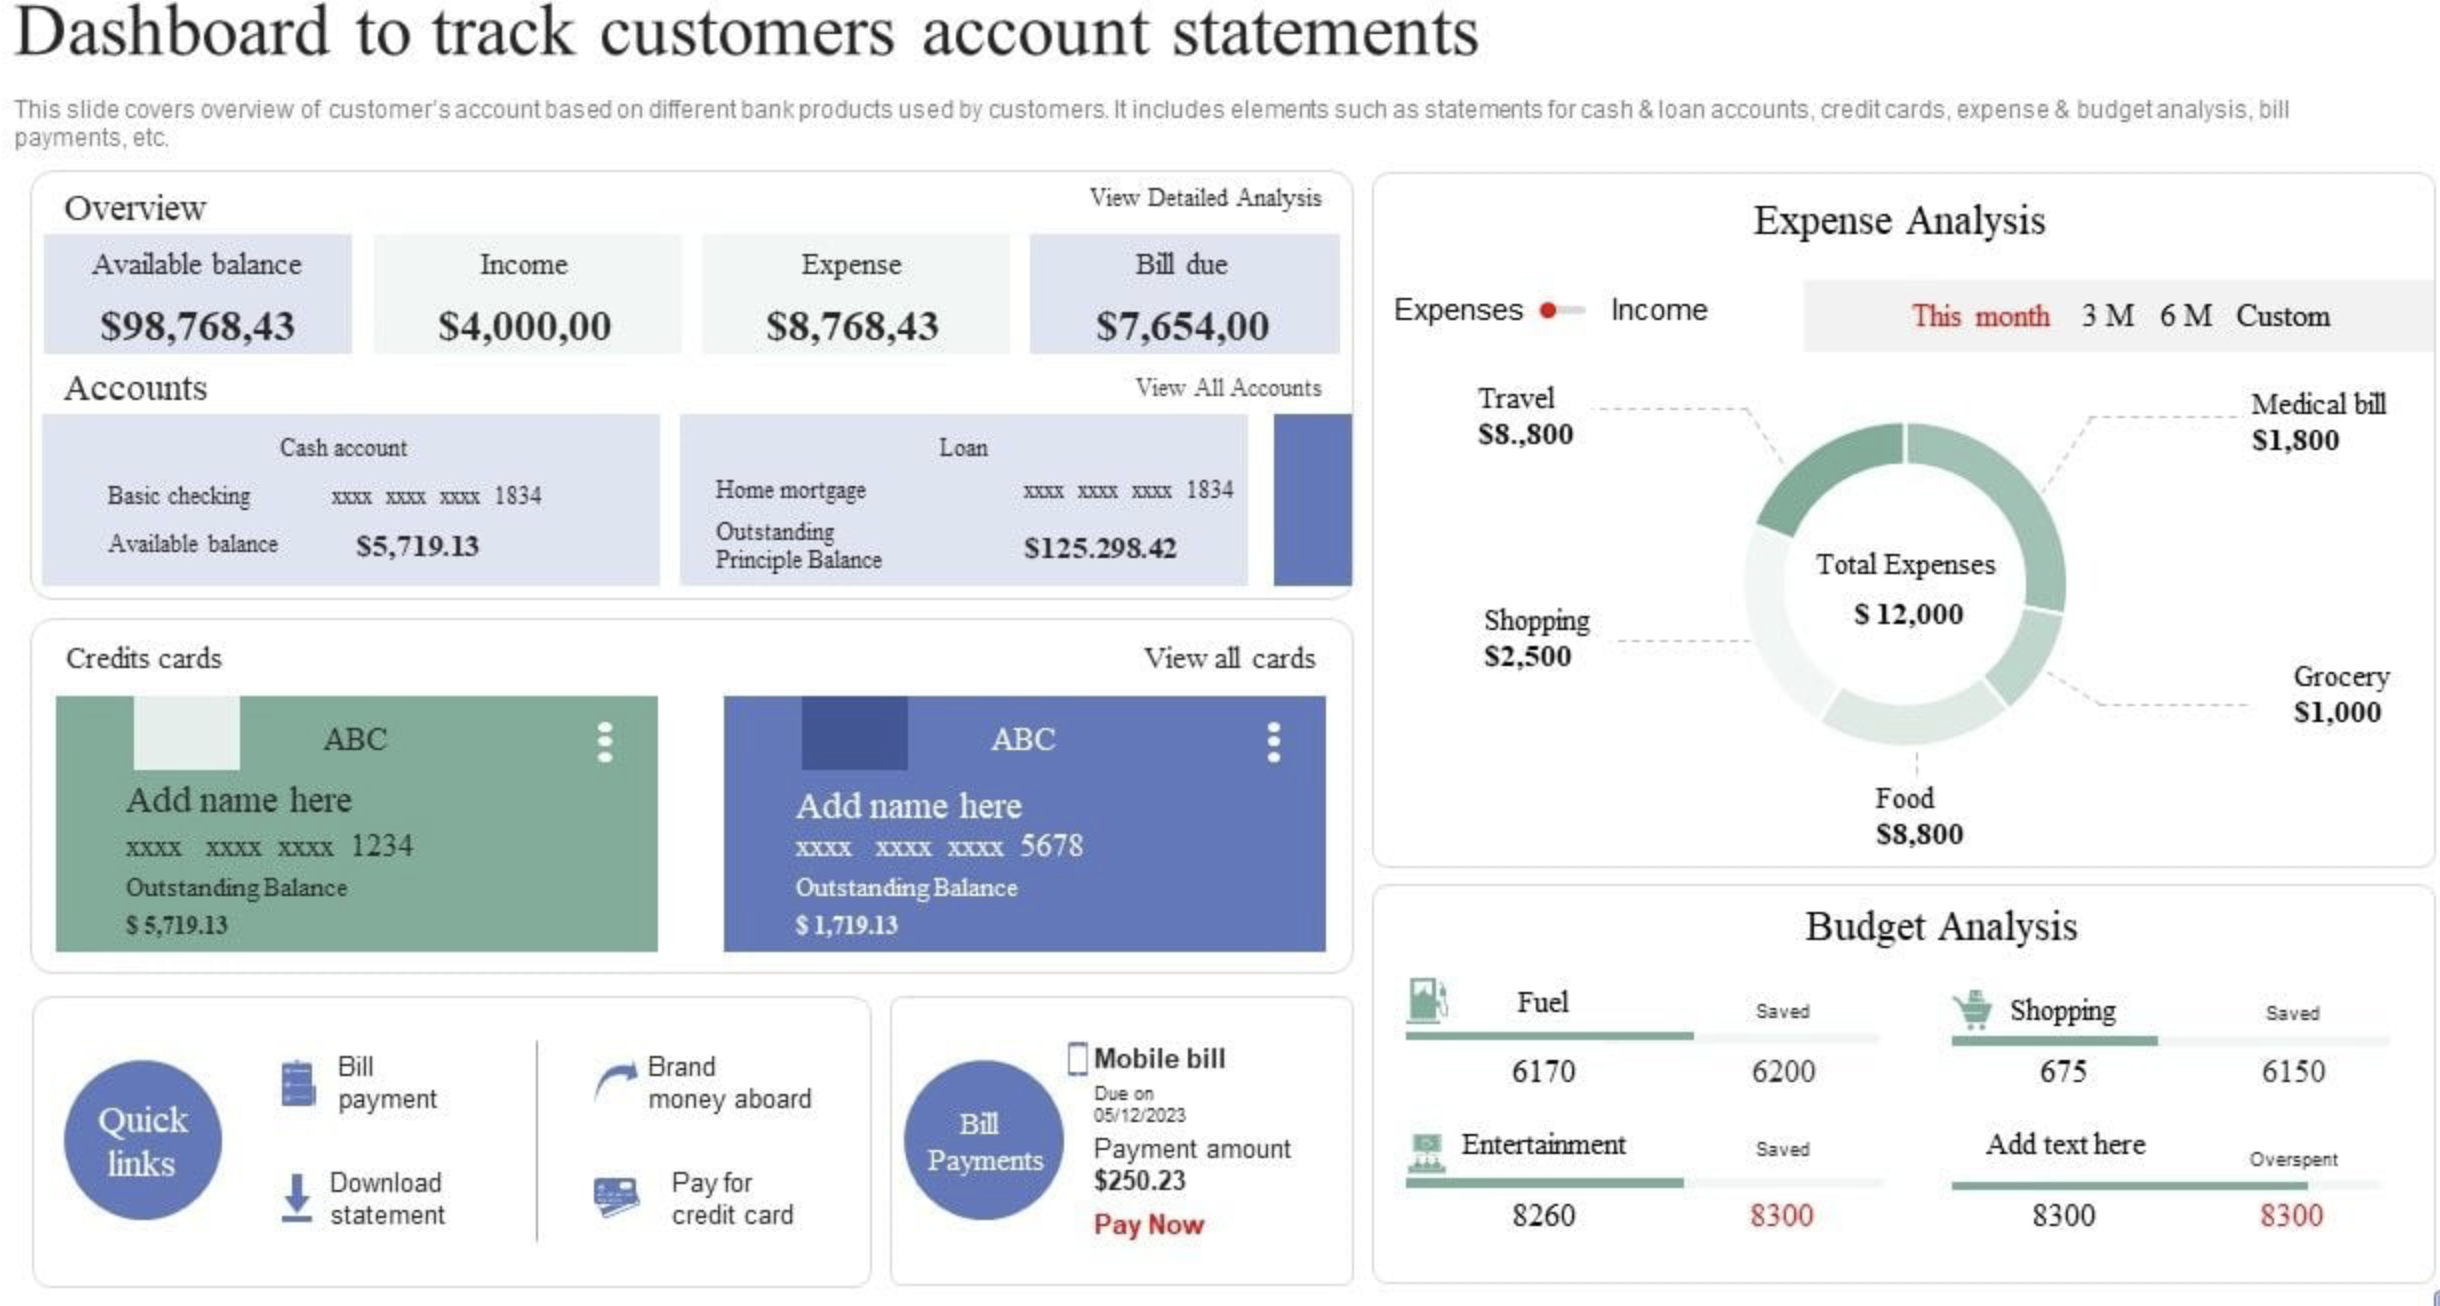 Dashboard to track customers account statements
This slide covers overview of customer's account based on different bank products used by customers. It includes elements such as statements for cash & loan accounts, credit cards, expense & budget analysis, bill
payments, etc.
Overview
View Detailed Analysis
Available balance
$98,768,43
Income
$4,000,00
Expense
$8,768,43
Bill due
$7,654,00
Accounts
View All Accounts
Cash account
Basic checking xxxx xxxx xxxx 1834
Available balance $5,719.13
Loan
Home mortgage xxxx xxxx xxxx 1834
Outstanding
Principle Balance $125.298.42
Credits cards
View all cards
ABC
Add name here
xxxx xxxx xxxx 1234
Outstanding Balance
$ 5,719.13
ABC
Add name here
xxxx xxxx xxxx 5678
Outstanding Balance
$ 1,719.13
Quick
links
Bill
payment
Brand
money aboard
Download
statement
Pay for
credit card
Bill
Payments
Mobile bill
Due on
05/12/2023
Payment amount
$250.23
Pay Now
Expense Analysis
Expenses Income
This month 3 M 6 M Custom
Travel
$8.,800
Medical bill
$1,800
Total Expenses
$ 12,000
Shopping
$2,500
Grocery
$1,000
Food
$8,800
Budget Analysis
Fuel Saved
6170 6200
Shopping Saved
675 6150
Entertainment Saved
8260 8300
Add text here Overspent
8300 8300